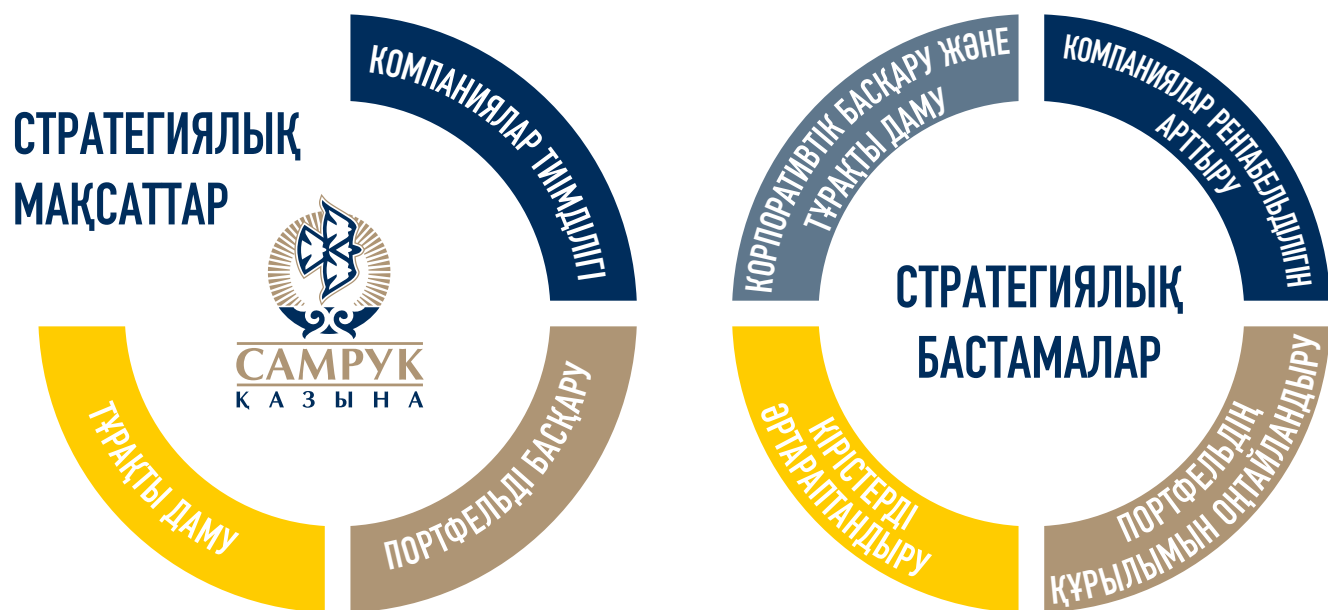 СТРАТЕГИЯЛЫҚ
МАҚСАТТАР
КОМПАНИЯЛАР ТИІМДІЛІГІ
ПОРТФЕЛЬДІ БАСҚАРУ
ТҰРАҚТЫ ДАМУ
САМРУК
ҚАЗЫНА
СТРАТЕГИЯЛЫҚ
БАСТАМАЛАР
КОРПОРАТИВТІК БАСҚАРУ ЖӘНЕ
ТҰРАҚТЫ ДАМУ
КОМПАНИЯЛАР РЕНТАБЕЛЬДІЛІГІН
АРТТЫРУ
ПОРТФЕЛЬДІҢ
ҚҰРЫЛЫМЫН ОҢТАЙЛАНДЫРУ
КІРІСТЕРДІ
ӘРТАРАПТАНДЫРУ